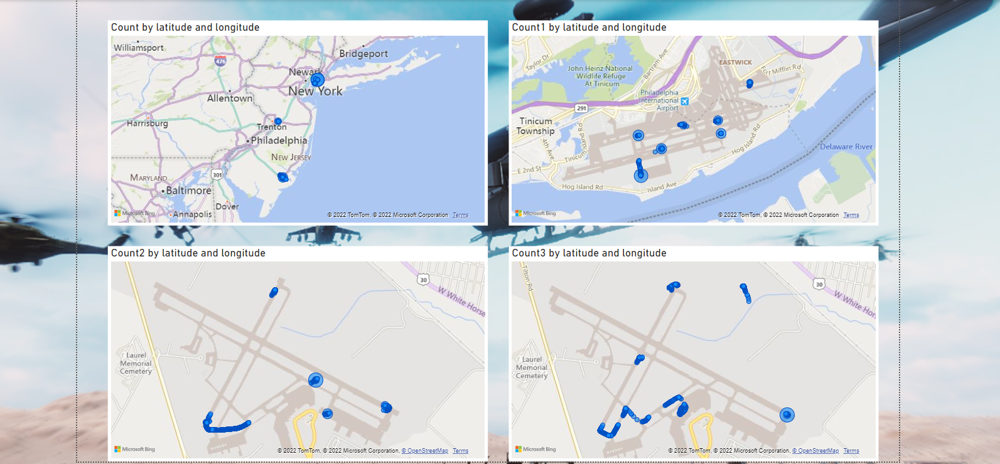 Count by latitude and longitude
Williamsport
476
Bridgeport
Newark
New York
Allentown
Harrisburg
Trenton
Philadelphia
NEW JERSEY
301
MARYLAND
Baltimore
Dover
Annapolis
Microsoft Bing
© 2022 TomTom, © 2022 Microsoft Corporation Terms
Count1 by latitude and longitude
Taylor Dr
John Heinz National
Wildlife Refuge
At Tinicum
Bartram Ave
EASTWICK
Fort Mifflin Rd
Philadelphia
International
Airport
291
Tinicum
Township
Tinicum Island Rd
4th Ave
E 2nd St
Hog Island Rd
Hog Island Rd
Island Ave
Delaware River
Microsoft Bing
© 2022 TomTom, © 2022 Microsoft Corporation Terms
Count2 by latitude and longitude
30
W White Horse
Laurel
Memorial
Cemetery
Microsoft Bing
© 2022 TomTom, © 2022 Microsoft Corporation, © OpenStreetMap Terms
Count3 by latitude and longitude
Tilton Rd
30
W White Hors
Laurel
Memorial
Cemetery
Microsoft Bing
© 2022 TomTom, © 2022 Microsoft Corporation, © OpenStreetMap Terms